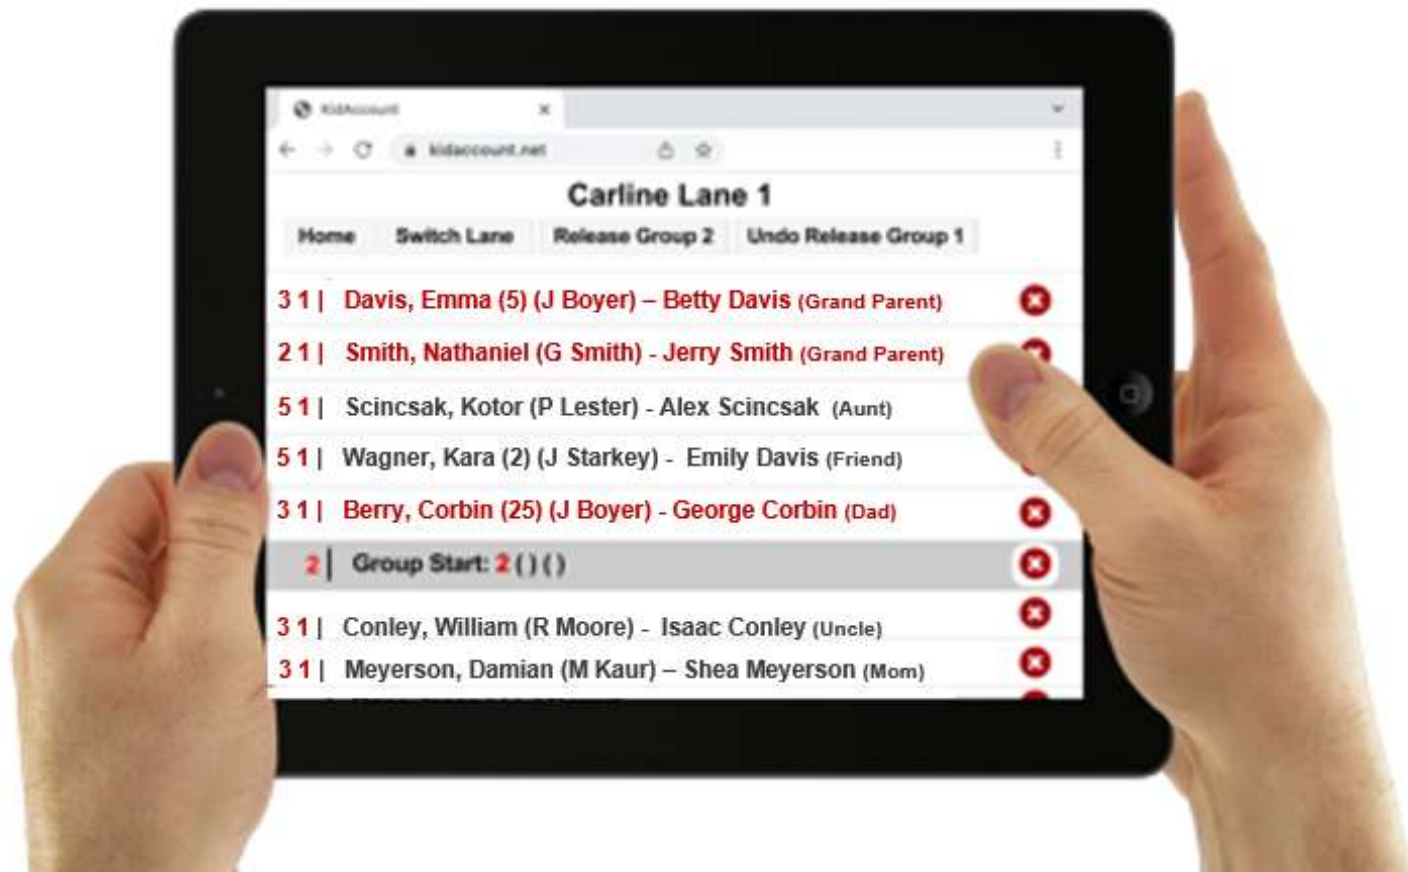 KidAccount
kidaccount.net
Carline Lane 1
Home Switch Lane Release Group 2 Undo Release Group 1
3 1 | Davis, Emma (5) (J Boyer) – Betty Davis (Grand Parent)
2 1 | Smith, Nathaniel (G Smith) - Jerry Smith (Grand Parent)
5 1 | Scincsak, Kotor (P Lester) - Alex Scincsak (Aunt)
5 1 | Wagner, Kara (2) (J Starkey) - Emily Davis (Friend)
3 1 | Berry, Corbin (25) (J Boyer) - George Corbin (Dad)
2 | Group Start: 2 ( ) ( )
3 1 | Conley, William (R Moore) - Isaac Conley (Uncle)
3 1 | Meyerson, Damian (M Kaur) – Shea Meyerson (Mom)